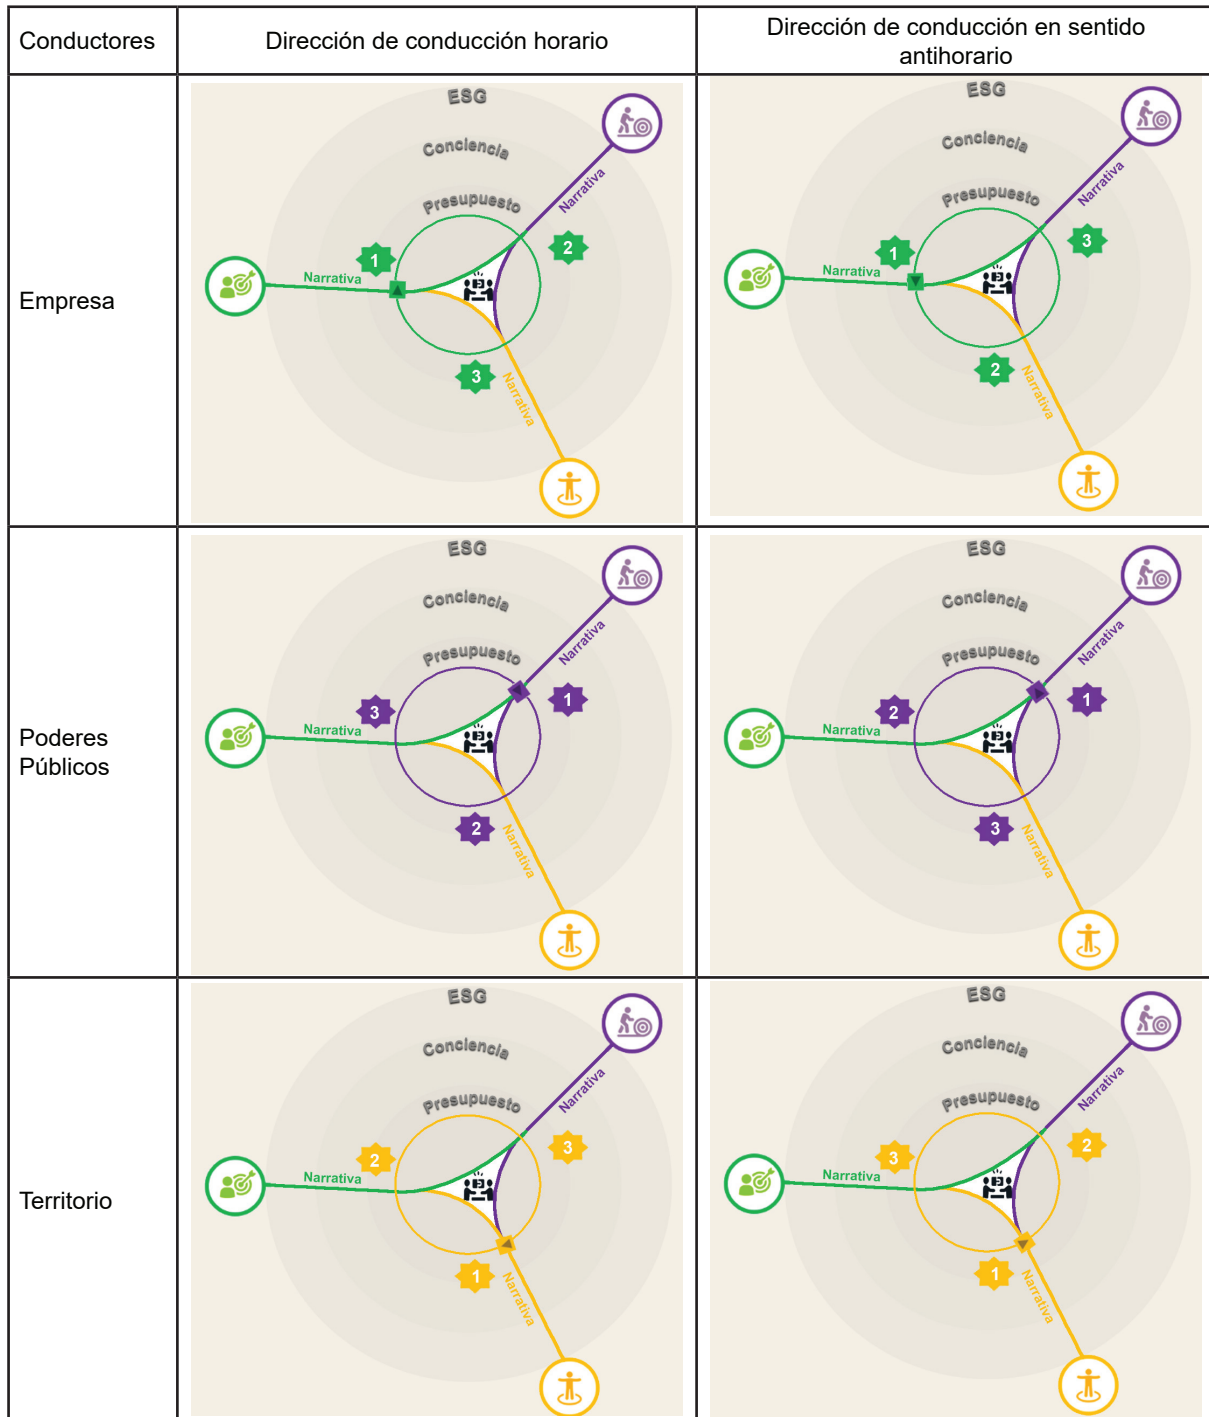 Conductores
Dirección de conducción horario
Dirección de conducción en sentido
antihorario
Empresa
ESG
Conciencia
Presupuesto
Narrativa
1
2
Narrativa
3
Narrativa
ESG
Conciencia
Presupuesto
Narrativa
1
3
Narrativa
2
Narrativa
Poderes
Públicos
ESG
Conciencia
Presupuesto
Narrativa
3
1
Narrativa
2
Narrativa
ESG
Conciencia
Presupuesto
Narrativa
2
1
Narrativa
3
Narrativa
Territorio
ESG
Conciencia
Presupuesto
Narrativa
2
3
Narrativa
1
Narrativa
ESG
Conciencia
Presupuesto
Narrativa
3
2
Narrativa
1
Narrativa